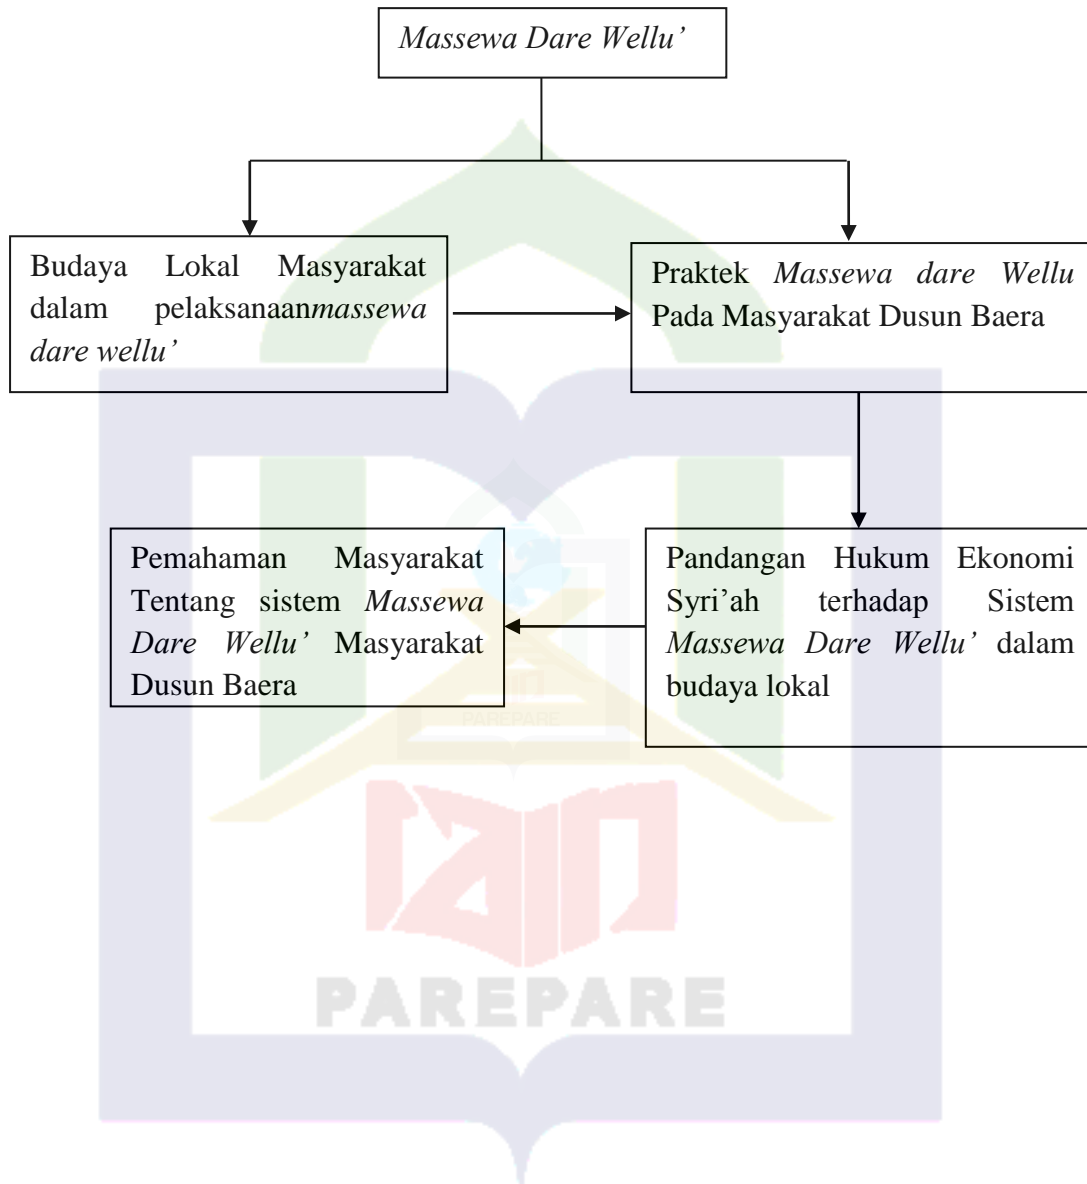 Massewa Dare Wellu’
Budaya Lokal Masyarakat
dalam pelaksanaanmassewa
dare wellu’
Praktek Massewa dare Wellu
Pada Masyarakat Dusun Baera
Pemahaman Masyarakat
Tentang sistem Massewa
Dare Wellu’ Masyarakat
Dusun Baera
Pandangan Hukum Ekonomi
Syri’ah terhadap Sistem
Massewa Dare Wellu’ dalam
budaya lokal
PAREPARE
iain
PAREPARE